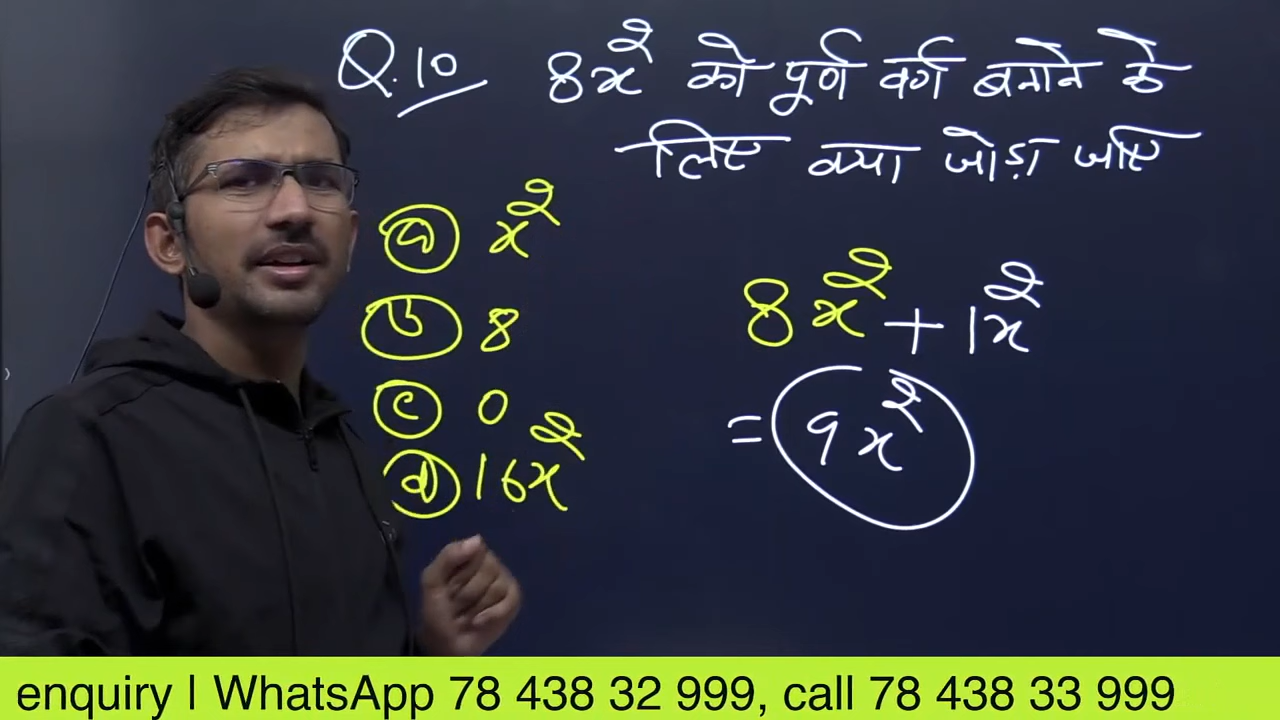 Q.10 8x² को पूर्ण वर्ग बनाने के
लिए क्या जोड़ा जाए
a x²
b 8
c 0
d 16x²
8x² + 1x²
= 9x²
enquiry | WhatsApp 78 438 32 999, call 78 438 33 999